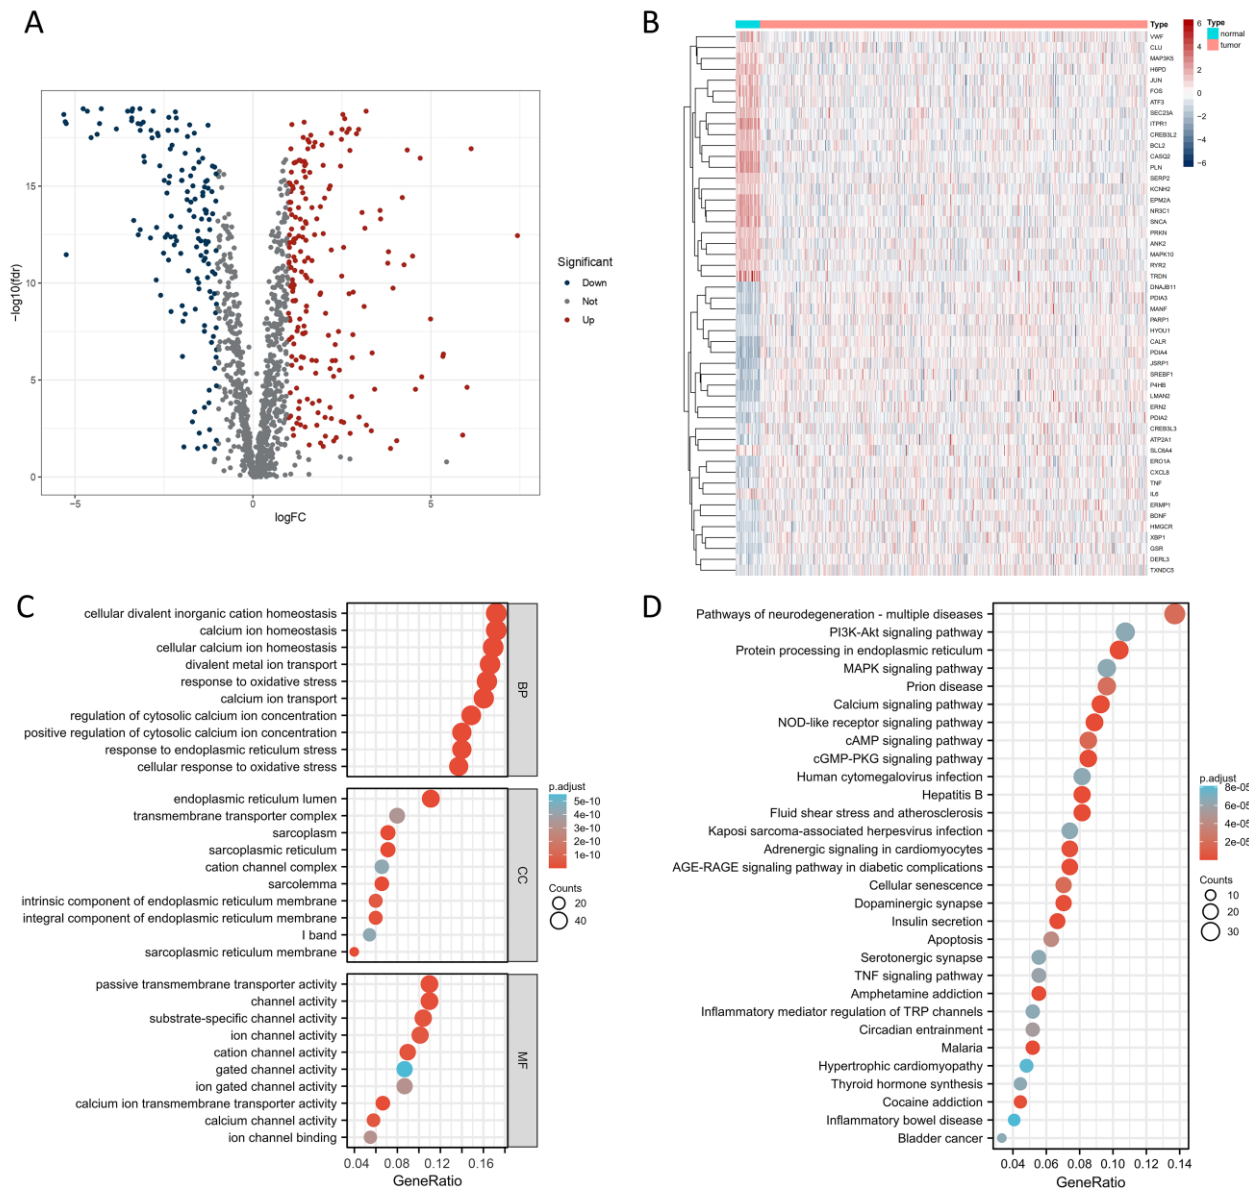 A
15
10
5
0
−5
0
5
−log10(fdr)
logFC
Significant
Down
Not
Up
B
Type
VWF
CLU
MAP3K5
H6PD
JUN
FOS
ATF3
SEC23A
ITPR1
CREB3L2
BCL2
CASQ2
PLN
SERP2
KCNH2
EPM2A
NR3C1
SNCA
PRKN
ANK2
MAPK10
RYR2
TRDN
DNAJB11
PDIA3
MANF
PARP1
HYOU1
CALR
PDIA4
JSRP1
SREBF1
P4HB
LMAN2
ERN2
PDIA2
CREB3L3
ATP2A1
SLC8A4
ERO1A
CXCL8
TNF
IL6
ERMP1
BDNF
HMGCR
XBP1
GSR
DERL3
TXNDC5
6
4
2
0
−2
−4
−6
Type
normal
tumor
C
cellular divalent inorganic cation homeostasis
calcium ion homeostasis
cellular calcium ion homeostasis
divalent metal ion transport
response to oxidative stress
calcium ion transport
regulation of cytosolic calcium ion concentration
positive regulation of cytosolic calcium ion concentration
response to endoplasmic reticulum stress
cellular response to oxidative stress
BP
endoplasmic reticulum lumen
transmembrane transporter complex
sarcoplasm
sarcoplasmic reticulum
cation channel complex
sarcolemma
intrinsic component of endoplasmic reticulum membrane
integral component of endoplasmic reticulum membrane
I band
sarcoplasmic reticulum membrane
CC
passive transmembrane transporter activity
channel activity
substrate-specific channel activity
ion channel activity
cation channel activity
gated channel activity
ion gated channel activity
calcium ion transmembrane transporter activity
calcium channel activity
ion channel binding
MF
0.04 0.08 0.12 0.16
GeneRatio
p.adjust
5e-10
4e-10
3e-10
2e-10
1e-10
Counts
20
40
D
Pathways of neurodegeneration - multiple diseases
PI3K-Akt signaling pathway
Protein processing in endoplasmic reticulum
MAPK signaling pathway
Prion disease
Calcium signaling pathway
NOD-like receptor signaling pathway
cAMP signaling pathway
cGMP-PKG signaling pathway
Human cytomegalovirus infection
Hepatitis B
Fluid shear stress and atherosclerosis
Kaposi sarcoma-associated herpesvirus infection
Adrenergic signaling in cardiomyocytes
AGE-RAGE signaling pathway in diabetic complications
Cellular senescence
Dopaminergic synapse
Insulin secretion
Apoptosis
Serotonergic synapse
TNF signaling pathway
Amphetamine addiction
Inflammatory mediator regulation of TRP channels
Circadian entrainment
Malaria
Hypertrophic cardiomyopathy
Thyroid hormone synthesis
Cocaine addiction
Inflammatory bowel disease
Bladder cancer
0.04 0.06 0.08 0.10 0.12 0.14
GeneRatio
p.adjust
8e-05
6e-05
4e-05
2e-05
Counts
10
20
30